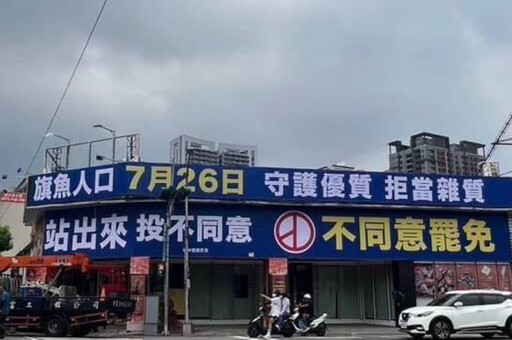 旗魚人口 7月26日 守護優質 拒當雜質
站出來 投不同意 不同意罷免